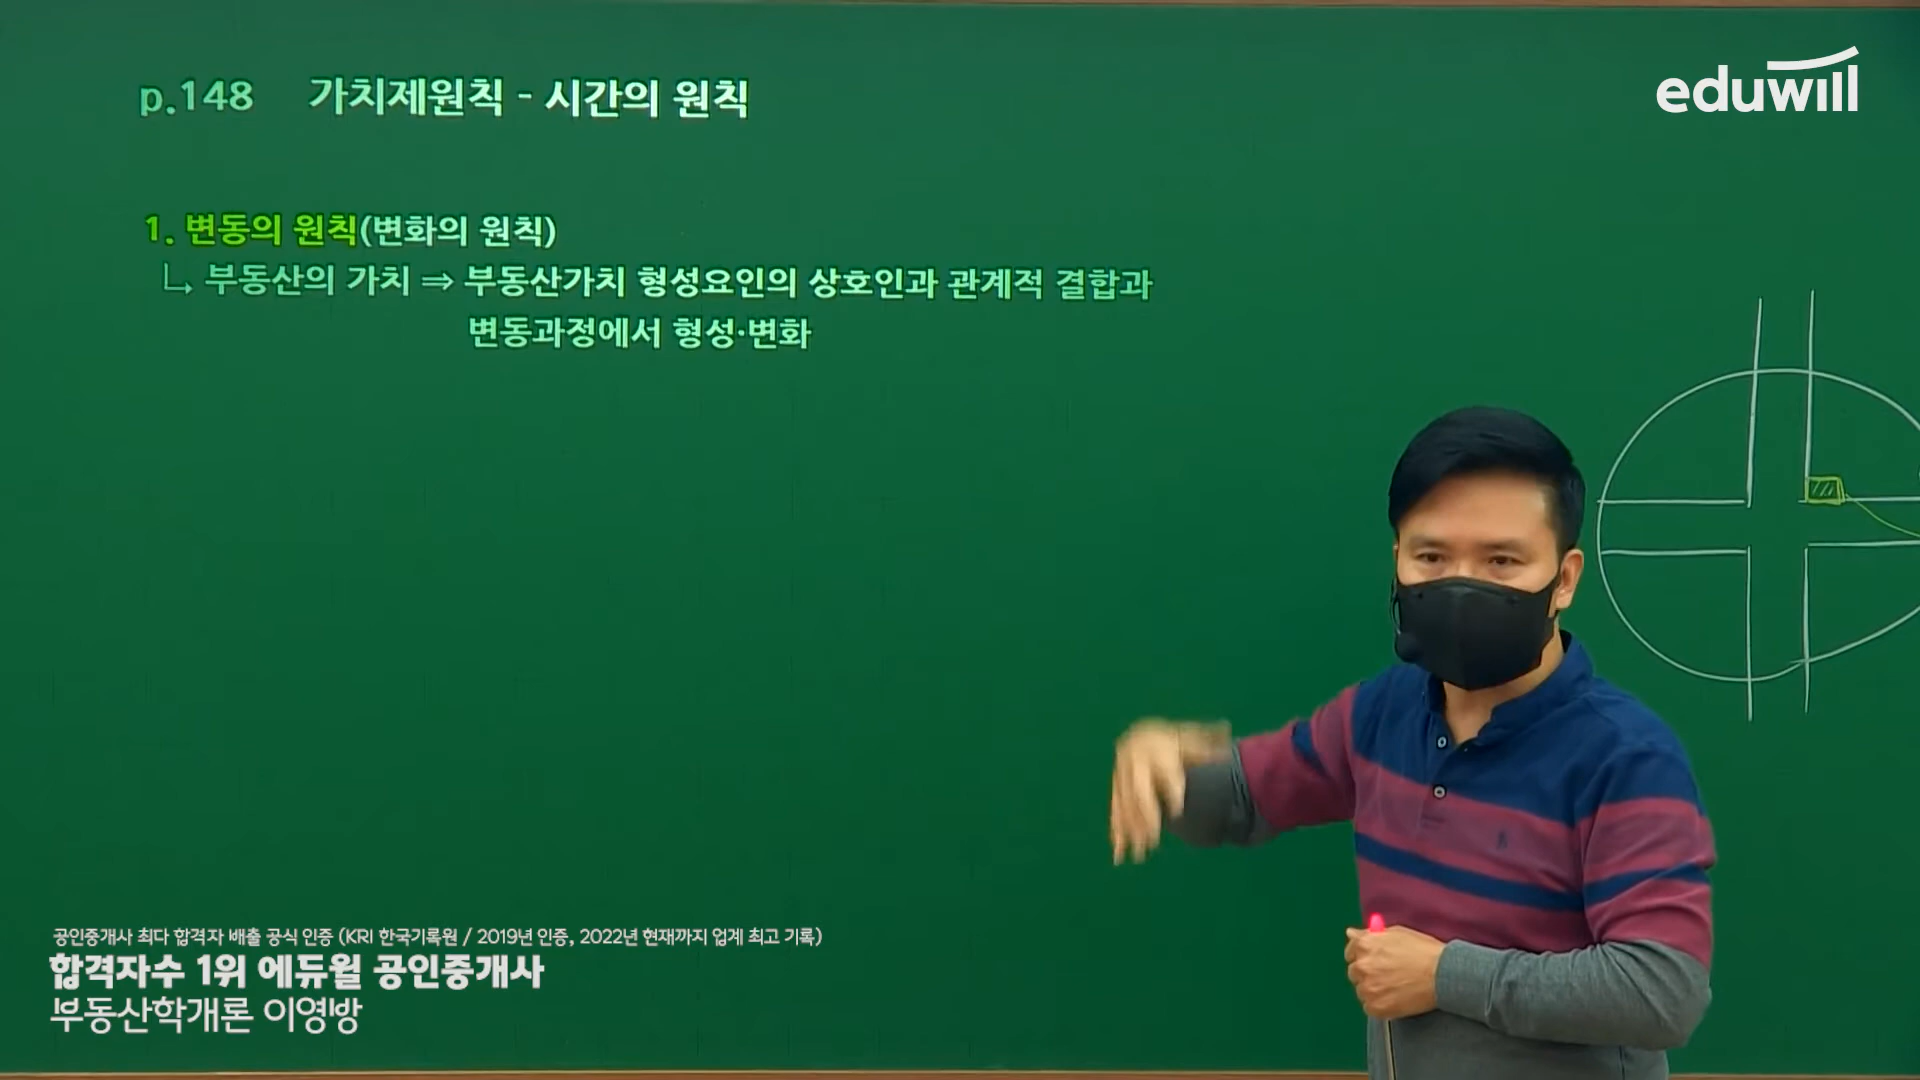 p.148 가치제원칙 - 시간의 원칙
eduwill
1. 변동의 원칙(변화의 원칙)
↳ 부동산의 가치 ⇒ 부동산가치 형성요인의 상호인과 관계적 결합과
변동과정에서 형성·변화
공인중개사 최다 합격자 배출 공식 인증 (KRI 한국기록원 / 2019년 인증, 2022년 현재까지 업계 최고 기록)
합격자수 1위 에듀윌 공인중개사
부동산학개론 이영방